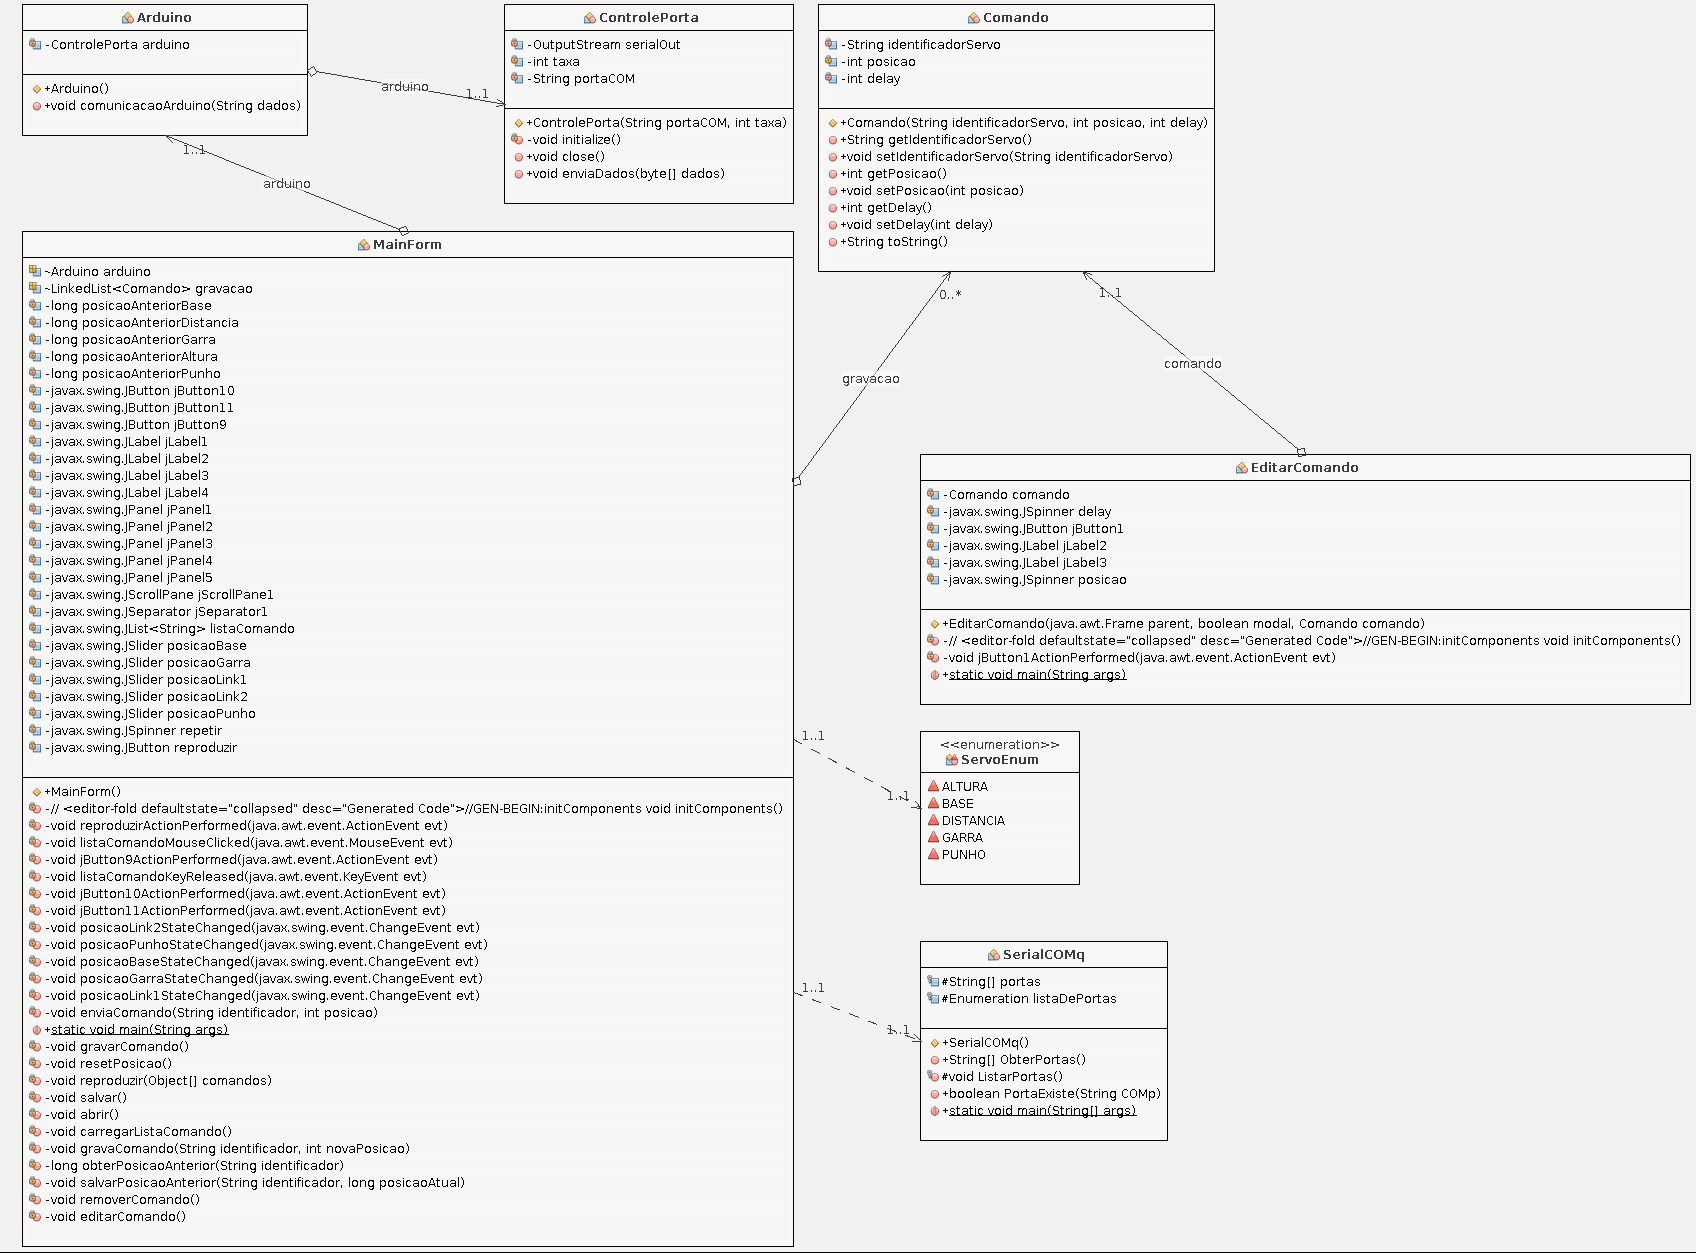 Arduino
-ControlePorta arduino
+Arduino()
+void comunicacaoArduino(String dados)
arduino
1..1
ControlePorta
-OutputStream serialOut
-int taxa
-String portaCOM
+ControlePorta(String portaCOM, int taxa)
-void initialize()
+void close()
+void enviaDados(byte[] dados)
Comando
-String identificadorServo
-int posicao
-int delay
+Comando(String identificadorServo, int posicao, int delay)
+String getIdentificadorServo()
+void setIdentificadorServo(String identificadorServo)
+int getPosicao()
+void setPosicao(int posicao)
+int getDelay()
+void setDelay(int delay)
+String toString()
1..1
arduino
MainForm
~Arduino arduino
~LinkedList<Comando> gravacao
-long posicaoAnteriorBase
-long posicaoAnteriorDistancia
-long posicaoAnteriorGarra
-long posicaoAnteriorAltura
-long posicaoAnteriorPunho
-javax.swing.JButton jButton10
-javax.swing.JButton jButton11
-javax.swing.JButton jButton9
-javax.swing.JLabel jLabel1
-javax.swing.JLabel jLabel2
-javax.swing.JLabel jLabel3
-javax.swing.JLabel jLabel4
-javax.swing.JPanel jPanel1
-javax.swing.JPanel jPanel2
-javax.swing.JPanel jPanel3
-javax.swing.JPanel jPanel4
-javax.swing.JPanel jPanel5
-javax.swing.JScrollPane jScrollPane1
-javax.swing.JSeparator jSeparator1
-javax.swing.JList<String> listaComando
-javax.swing.JSlider posicaoBase
-javax.swing.JSlider posicaoGarra
-javax.swing.JSlider posicaoLink1
-javax.swing.JSlider posicaoLink2
-javax.swing.JSlider posicaoPunho
-javax.swing.JSpinner repetir
-javax.swing.JButton reproduzir
+MainForm()
-// <editor-fold defaultstate="collapsed" desc="Generated Code">//GEN-BEGIN:initComponents void initComponents()
-void reproduzirActionPerformed(java.awt.event.ActionEvent evt)
-void listaComandoMouseClicked(java.awt.event.MouseEvent evt)
-void jButton9ActionPerformed(java.awt.event.ActionEvent evt)
-void listaComandoKeyReleased(java.awt.event.KeyEvent evt)
-void jButton10ActionPerformed(java.awt.event.ActionEvent evt)
-void jButton11ActionPerformed(java.awt.event.ActionEvent evt)
-void posicaoLink2StateChanged(javax.swing.event.ChangeEvent evt)
-void posicaoPunhoStateChanged(javax.swing.event.ChangeEvent evt)
-void posicaoBaseStateChanged(javax.swing.event.ChangeEvent evt)
-void posicaoGarraStateChanged(javax.swing.event.ChangeEvent evt)
-void posicaoLink1StateChanged(javax.swing.event.ChangeEvent evt)
-void enviaComando(String identificador, int posicao)
+static void main(String args)
-void gravarComando()
-void resetPosicao()
-void reproduzir(Object[] comandos)
-void salvar()
-void abrir()
-void carregarListaComando()
-void gravaComando(String identificador, int novaPosicao)
-long obterPosicaoAnterior(String identificador)
-void salvarPosicaoAnterior(String identificador, long posicaoAtual)
-void removerComando()
-void editarComando()
0..*
gravacao
1..1
comando
EditarComando
-Comando comando
-javax.swing.JSpinner delay
-javax.swing.JButton jButton1
-javax.swing.JLabel jLabel2
-javax.swing.JLabel jLabel3
-javax.swing.JSpinner posicao
+EditarComando(java.awt.Frame parent, boolean modal, Comando comando)
-// <editor-fold defaultstate="collapsed" desc="Generated Code">//GEN-BEGIN:initComponents void initComponents()
-void jButton1ActionPerformed(java.awt.event.ActionEvent evt)
+static void main(String args)
1..1
1..1
<<enumeration>>
ServoEnum
ALTURA
BASE
DISTANCIA
GARRA
PUNHO
1..1
1..1
SerialCOMq
#String[] portas
#Enumeration listaDePortas
+SerialCOMq()
+String[] ObterPortas()
#void ListarPortas()
+boolean PortaExiste(String COMp)
+static void main(String[] args)